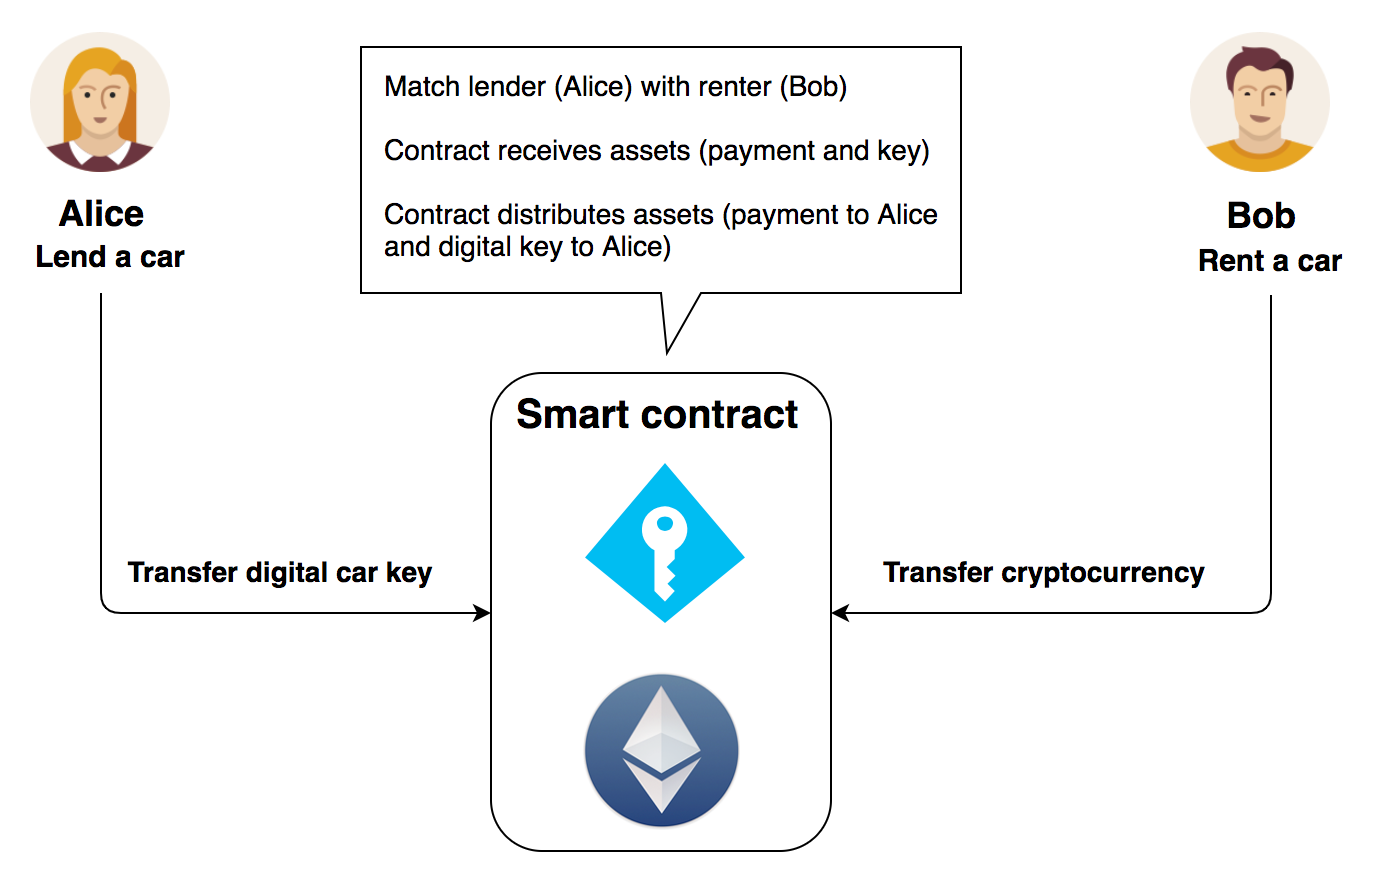 Match lender (Alice) with renter (Bob)
Contract receives assets (payment and key)
Contract distributes assets (payment to Alice
and digital key to Alice)
Alice
Lend a car
Bob
Rent a car
Smart contract
Transfer digital car key
Transfer cryptocurrency